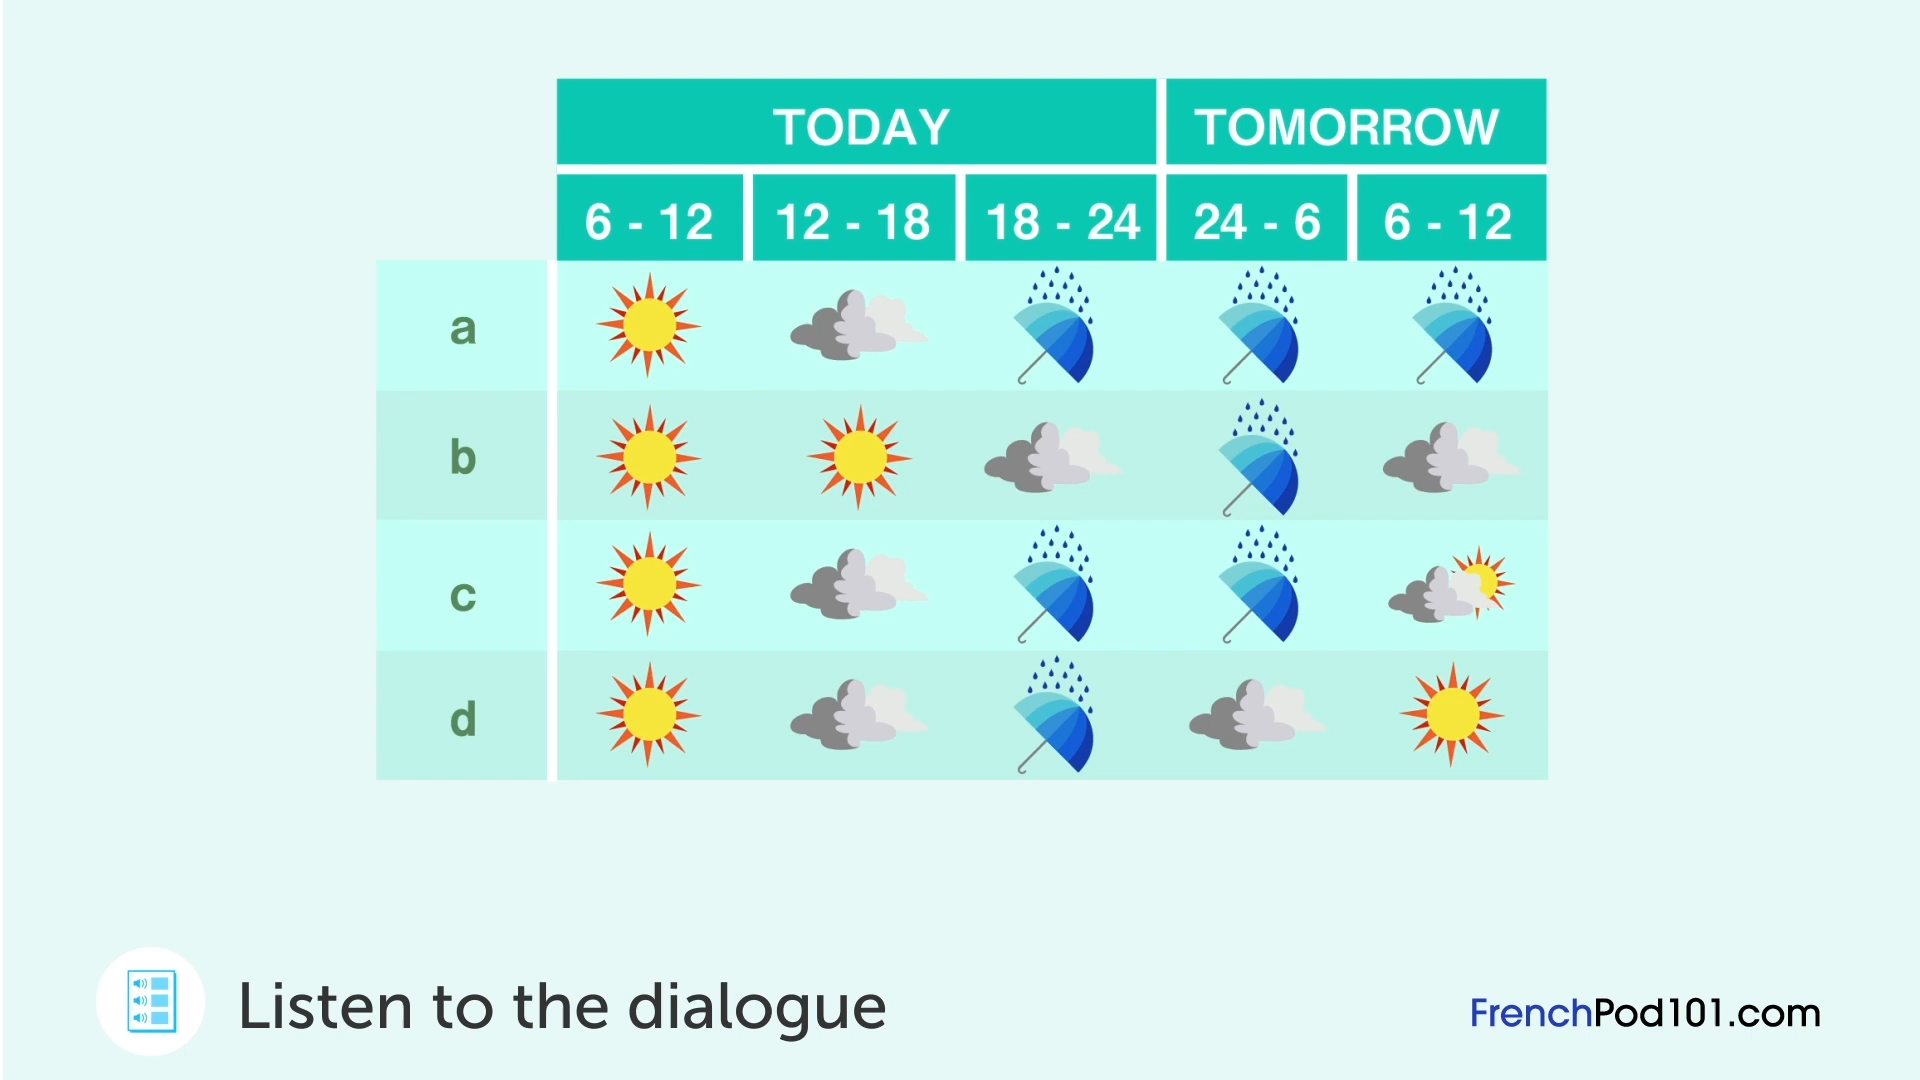 TODAY TOMORROW
6 - 12 12 - 18 18 - 24 24 - 6 6 - 12
a
b
c
d
Listen to the dialogue
FrenchPod101.com